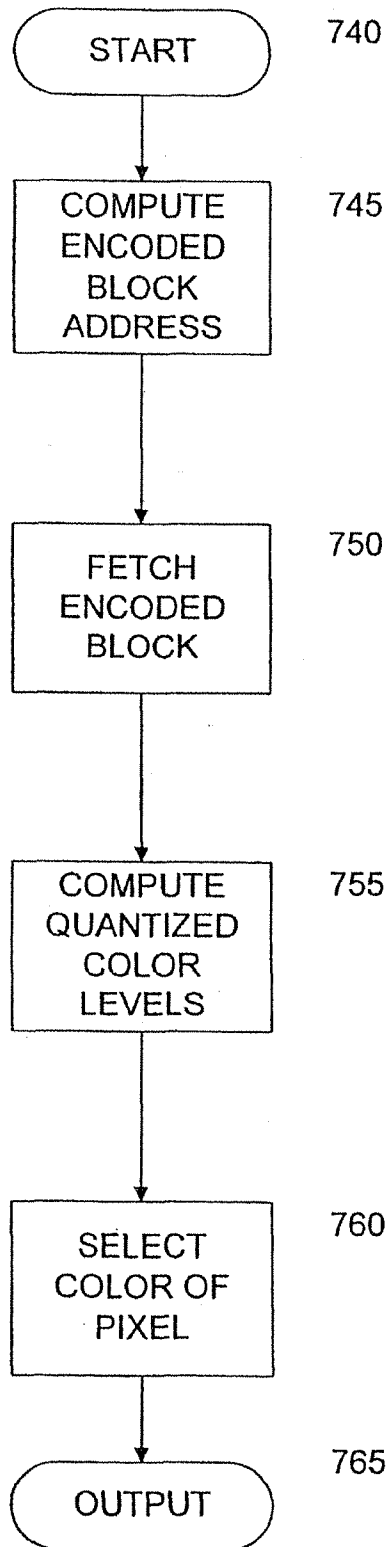 START
740
COMPUTE
ENCODED
BLOCK
ADDRESS
745
FETCH
ENCODED
BLOCK
750
COMPUTE
QUANTIZED
COLOR
LEVELS
755
SELECT
COLOR OF
PIXEL
760
OUTPUT
765